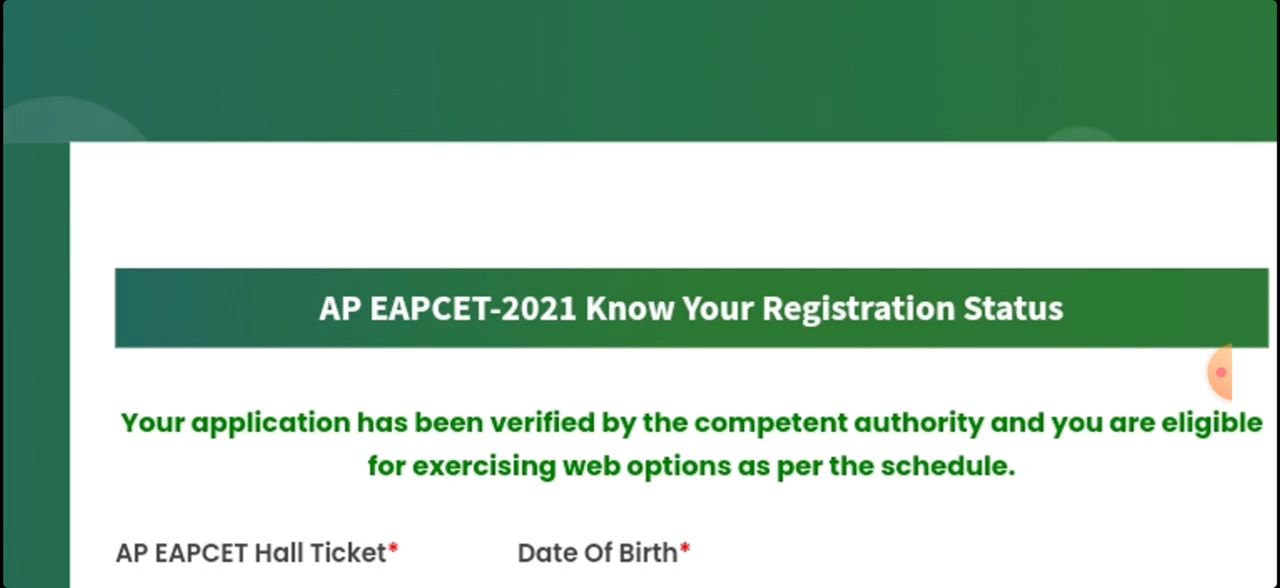 AP EAPCET-2021 Know Your Registration Status
Your application has been verified by the competent authority and you are eligible
for exercising web options as per the schedule.
AP EAPCET Hall Ticket* Date Of Birth*